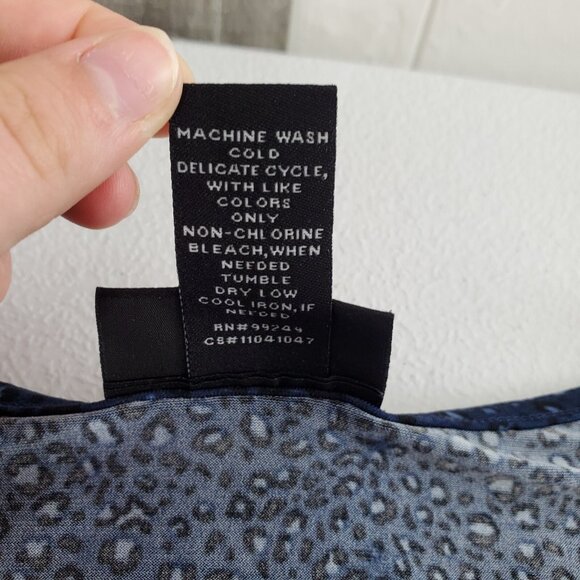 MACHINE WASH
COLD
DELICATE CYCLE,
WITH LIKE
COLORS
ONLY
NON-CHLORINE
BLEACH,WHEN
NEEDED
TUMBLE
DRY LOW
COOL IRON,IF
NEEDED
RN#99249
CS#11041047